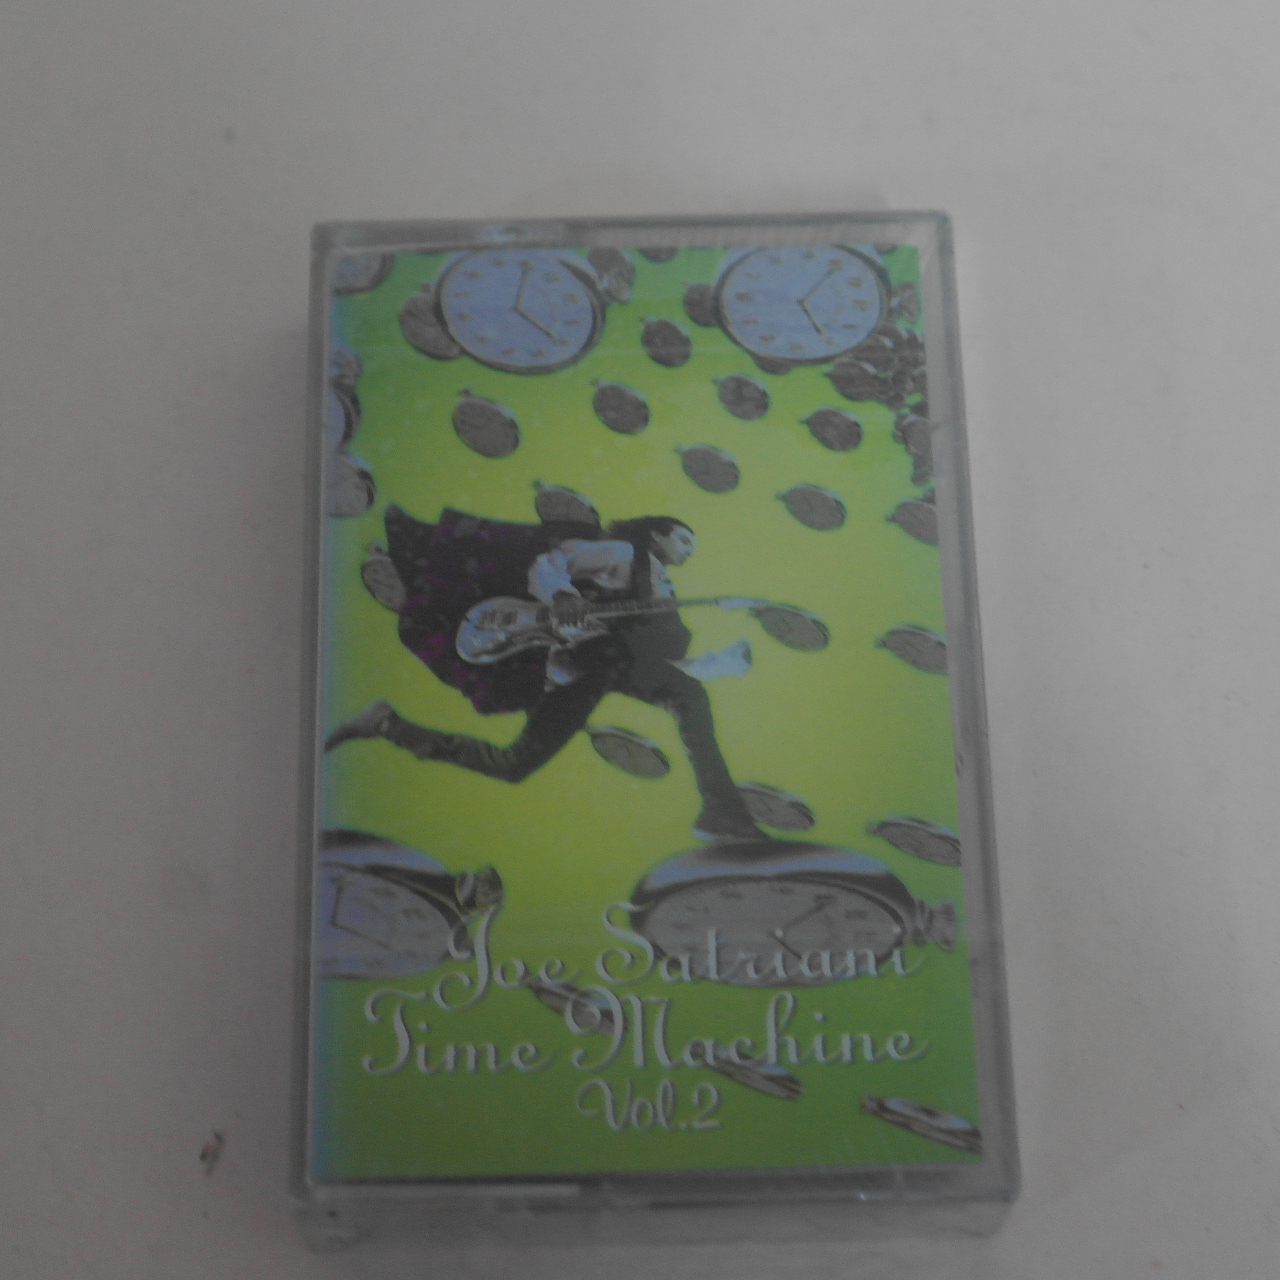 Joe Satriani
Time Machine
Vol.2